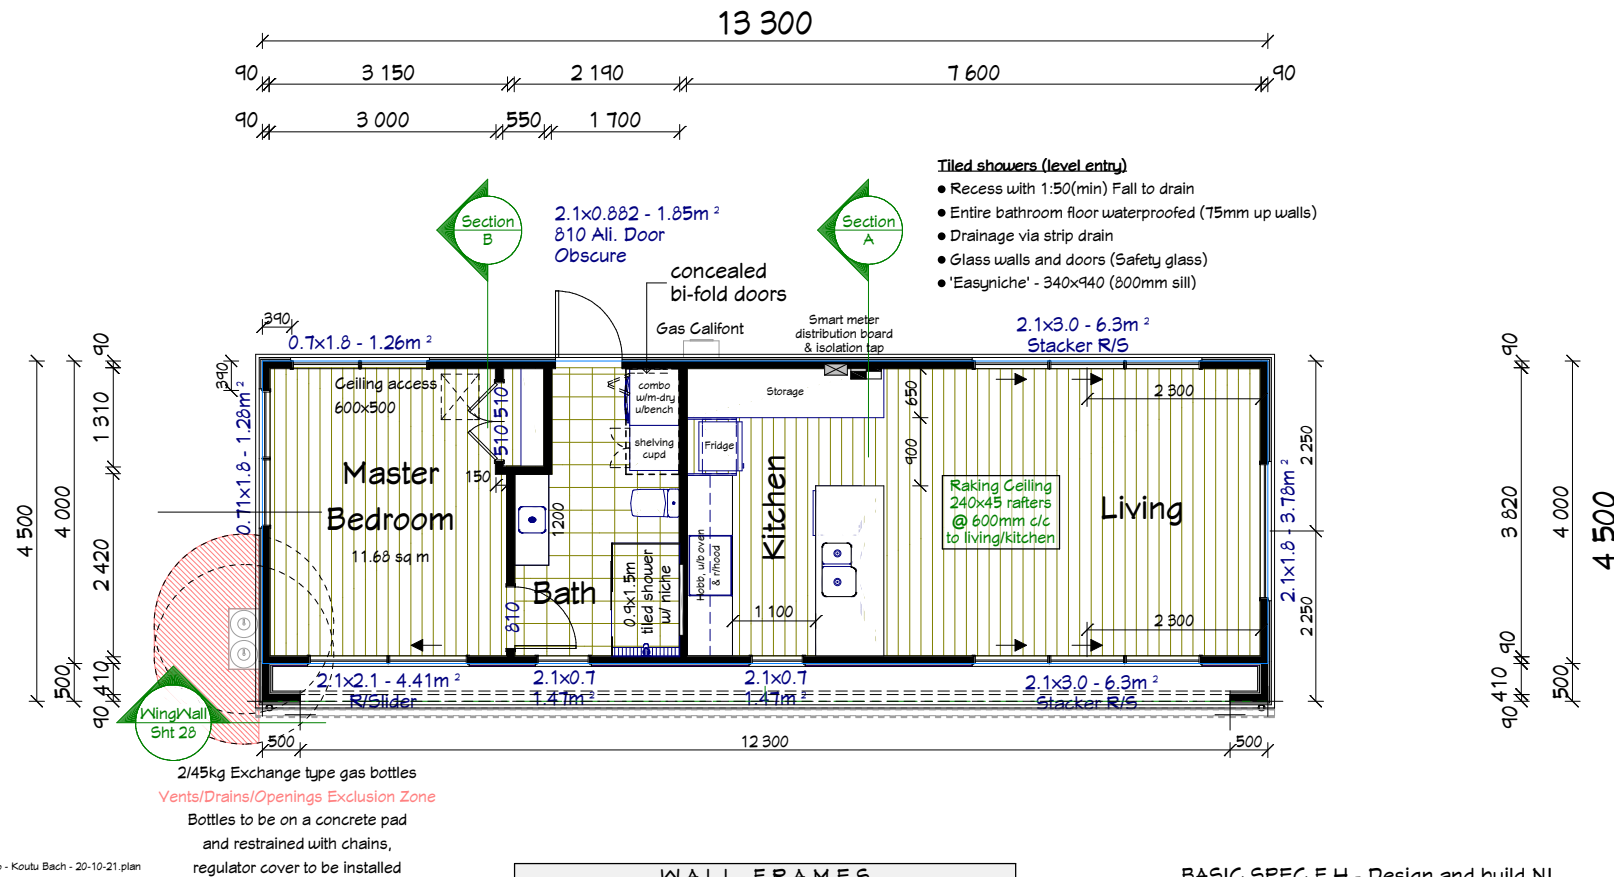 13 300
90
3 150
2 190
7 600
90
90
3 000
550
1 700
Tiled showers (level entry)
• Recess with 1:50(min) Fall to drain
• Entire bathroom floor waterproofed (75mm up walls)
• Drainage via strip drain
• Glass walls and doors (Safety glass)
• 'Easyniche' - 340x940 (800mm sill)
Section
B
2.1x0.882 - 1.85m ²
810 Ali. Door
Obscure
Section
A
concealed
bi-fold doors
Gas Califont
Smart meter
distribution board
& isolation tap
2.1x3.0 - 6.3m ²
Stacker R/S
390
0.7x1.8 - 1.26m ²
390
0.71x1.8 - 1.28m ²
Ceiling access
600x500
510
510
150
combo
w/m-dry
u/bench
shelving
cupd
Storage
Fridge
650
900
2 300
Master
Bedroom
11.68 sq m
1200
Bath
810
0.9x1.5m
tiled shower
w/ niche
Hobb, u/b oven
& r/hood
Kitchen
1 100
Raking Ceiling
240x45 rafters
@ 600mm c/c
to living/kitchen
Living
2 300
2.1x1.8 - 3.78m ²
2250
2250
4 500
4 000
500
90
1 310
2 420
410
90
90
3 820
90
410
90
4 000
500
4 500
2.1x2.1 - 4.41m ²
R/Slider
2.1x0.7
1.47m ²
2.1x0.7
1.47m ²
2.1x3.0 - 6.3m ²
Stacker R/S
WingWall
Sht 28
500
12 300
500
2/45kg Exchange type gas bottles
Vents/Drains/Openings Exclusion Zone
Bottles to be on a concrete pad
and restrained with chains,
regulator cover to be installed
- Koutu Bach - 20-10-21.plan
WALL FRAMES
BASIC SPEC E.H - Design and build NL